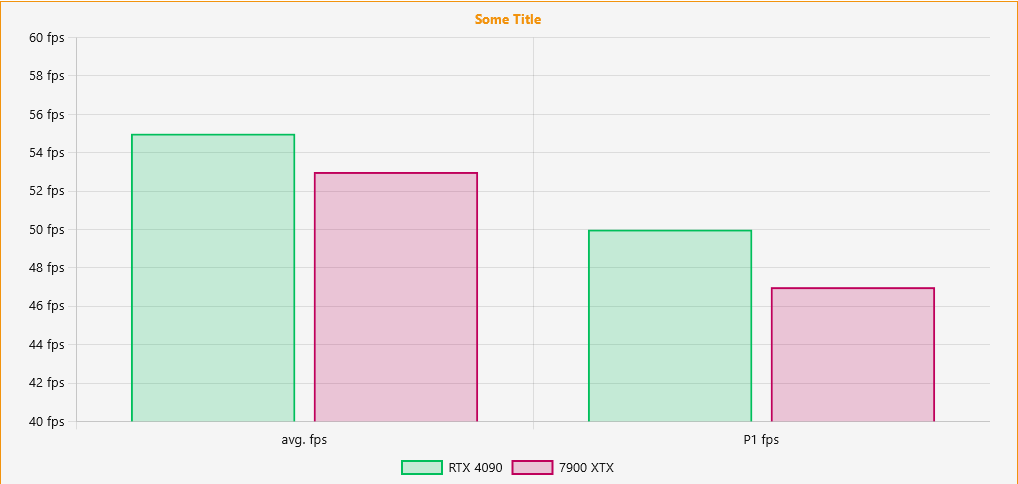 Some Title
60 fps
58 fps
56 fps
54 fps
52 fps
50 fps
48 fps
46 fps
44 fps
42 fps
40 fps
avg. fps P1 fps
RTX 4090 7900 XTX